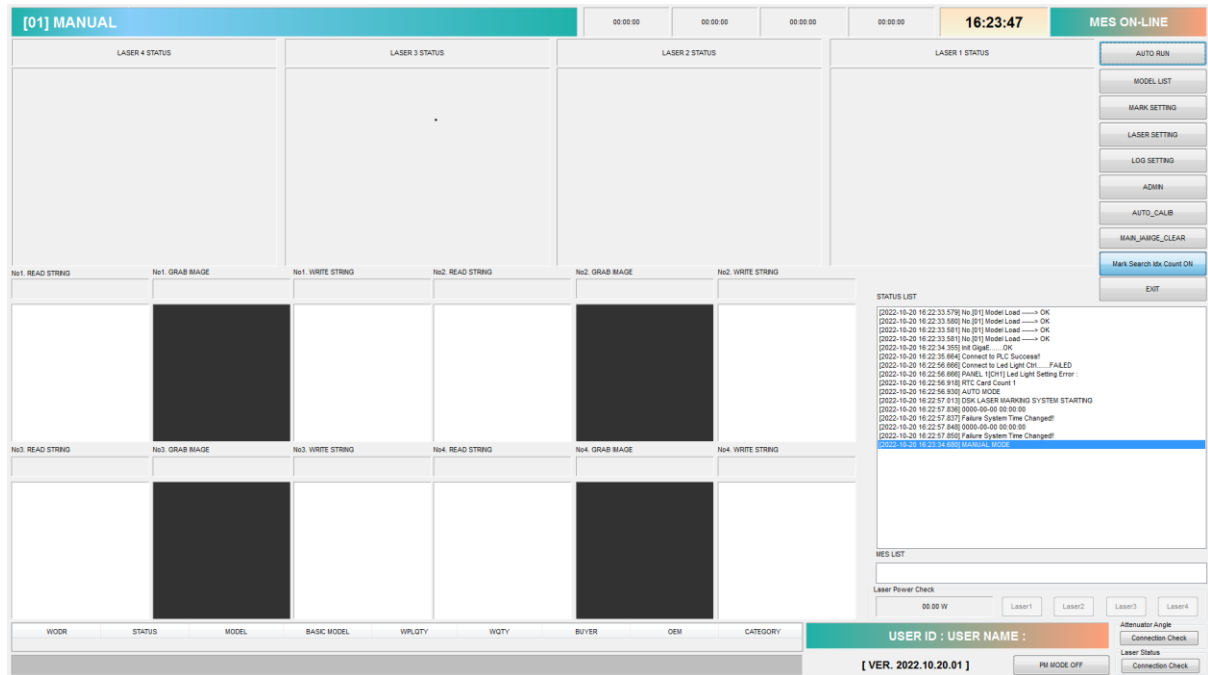 [01] MANUAL
00:00:00
00:00:00
00:00:00
00:00:00
16:23:47
MES ON-LINE
LASER 4 STATUS
LASER 3 STATUS
LASER 2 STATUS
LASER 1 STATUS
AUTO RUN
MODEL LIST
MARK SETTING
LASER SETTING
LOG SETTING
ADMIN
AUTO_CALIB
MAIN_IAMGE_CLEAR
Mark Search Idx Count ON
EXIT
No1. READ STRING
No1. GRAB IMAGE
No1. WRITE STRING
No2. READ STRING
No2. GRAB IMAGE
No2. WRITE STRING
STATUS LIST
[2022-10-20 16:22:33.579] No.[01] Model Load -----> OK
[2022-10-20 16:22:33.580] No.[01] Model Load -----> OK
[2022-10-20 16:22:33.581] No.[01] Model Load -----> OK
[2022-10-20 16:22:33.581] No.[01] Model Load -----> OK
[2022-10-20 16:22:34.355] Init GigaE......OK
[2022-10-20 16:22:35.664] Connect to PLC Success!!
[2022-10-20 16:22:56.666] Connect to Led Light Ctrl......FAILED
[2022-10-20 16:22:56.666] PANEL 1[CH1] Led Light Setting Error :
[2022-10-20 16:22:56.918] RTC Card Count 1
[2022-10-20 16:22:56.930] AUTO MODE
[2022-10-20 16:22:57.013] DSK LASER MARKING SYSTEM STARTING
[2022-10-20 16:22:57.836] 0000-00-00 00:00:00
[2022-10-20 16:22:57.837] Failure System Time Changed!!
[2022-10-20 16:22:57.848] 0000-00-00 00:00:00
[2022-10-20 16:22:57.850] Failure System Time Changed!!
[2022-10-20 16:23:34.680] MANUAL MODE
No3. READ STRING
No3. GRAB IMAGE
No3. WRITE STRING
No4. READ STRING
No4. GRAB IMAGE
No4. WRITE STRING
MES LIST
Laser Power Check
00.00 W
Laser1
Laser2
Laser3
Laser4
WODR
STATUS
MODEL
BASIC MODEL
WPLGTY
WQTY
BUYER
OEM
CATEGORY
USER ID : USER NAME :
Attenuator Angle
Connection Check
Laser Status
Connection Check
[ VER. 2022.10.20.01 ]
PM MODE OFF